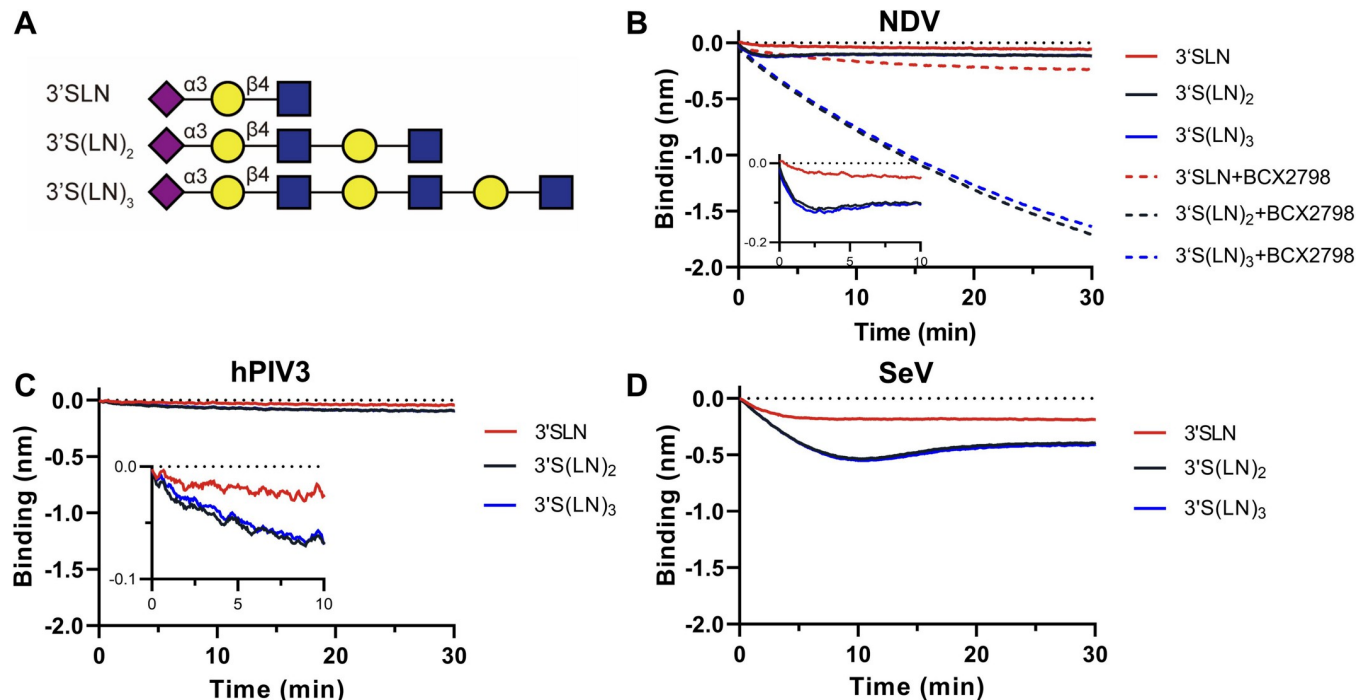 A
3'SLN α3 β4
3'S(LN)2 α3 β4
3'S(LN)3 α3 β4
B
NDV
Binding (nm)
0.0
-0.5
-1.0
-1.5
-2.0
0.0
-0.2
0 5 10
0 10 20 30
Time (min)
3'SLN
3'S(LN)2
3'S(LN)3
3'SLN+BCX2798
3'S(LN)2+BCX2798
3'S(LN)3+BCX2798
C
hPIV3
Binding (nm)
0.0
-0.5
-1.0
-1.5
-2.0
0.0
-0.1
0 5 10
0 10 20 30
Time (min)
3'SLN
3'S(LN)2
3'S(LN)3
D
SeV
Binding (nm)
0.0
-0.5
-1.0
-1.5
-2.0
0 10 20 30
Time (min)
3'SLN
3'S(LN)2
3'S(LN)3